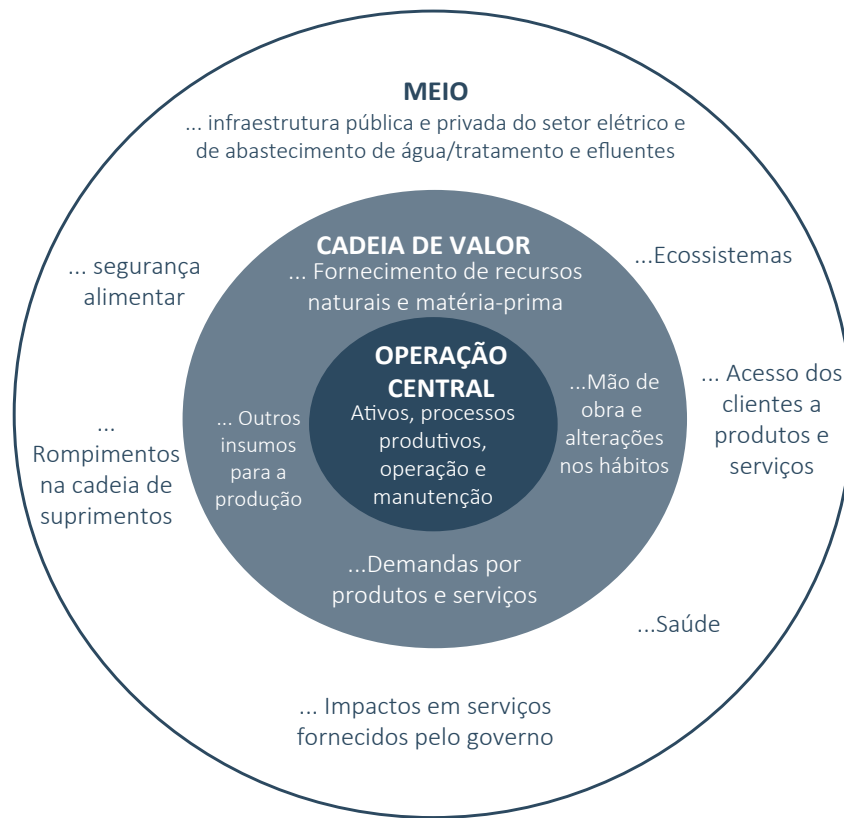 MEIO
... infraestrutura pública e privada do setor elétrico e
de abastecimento de água/tratamento e efluentes
... segurança
alimentar
...Ecossistemas
CADEIA DE VALOR
... Fornecimento de recursos
naturais e matéria-prima
OPERAÇÃO
CENTRAL
Ativos, processos
produtivos,
operação e
manutenção
...
Rompimentos
na cadeia de
suprimentos
... Outros
insumos
para a
produção
...Mão de
obra e
alterações
nos hábitos
... Acesso dos
clientes a
produtos e
serviços
...Demandas por
produtos e serviços
...Saúde
... Impactos em serviços
fornecidos pelo governo